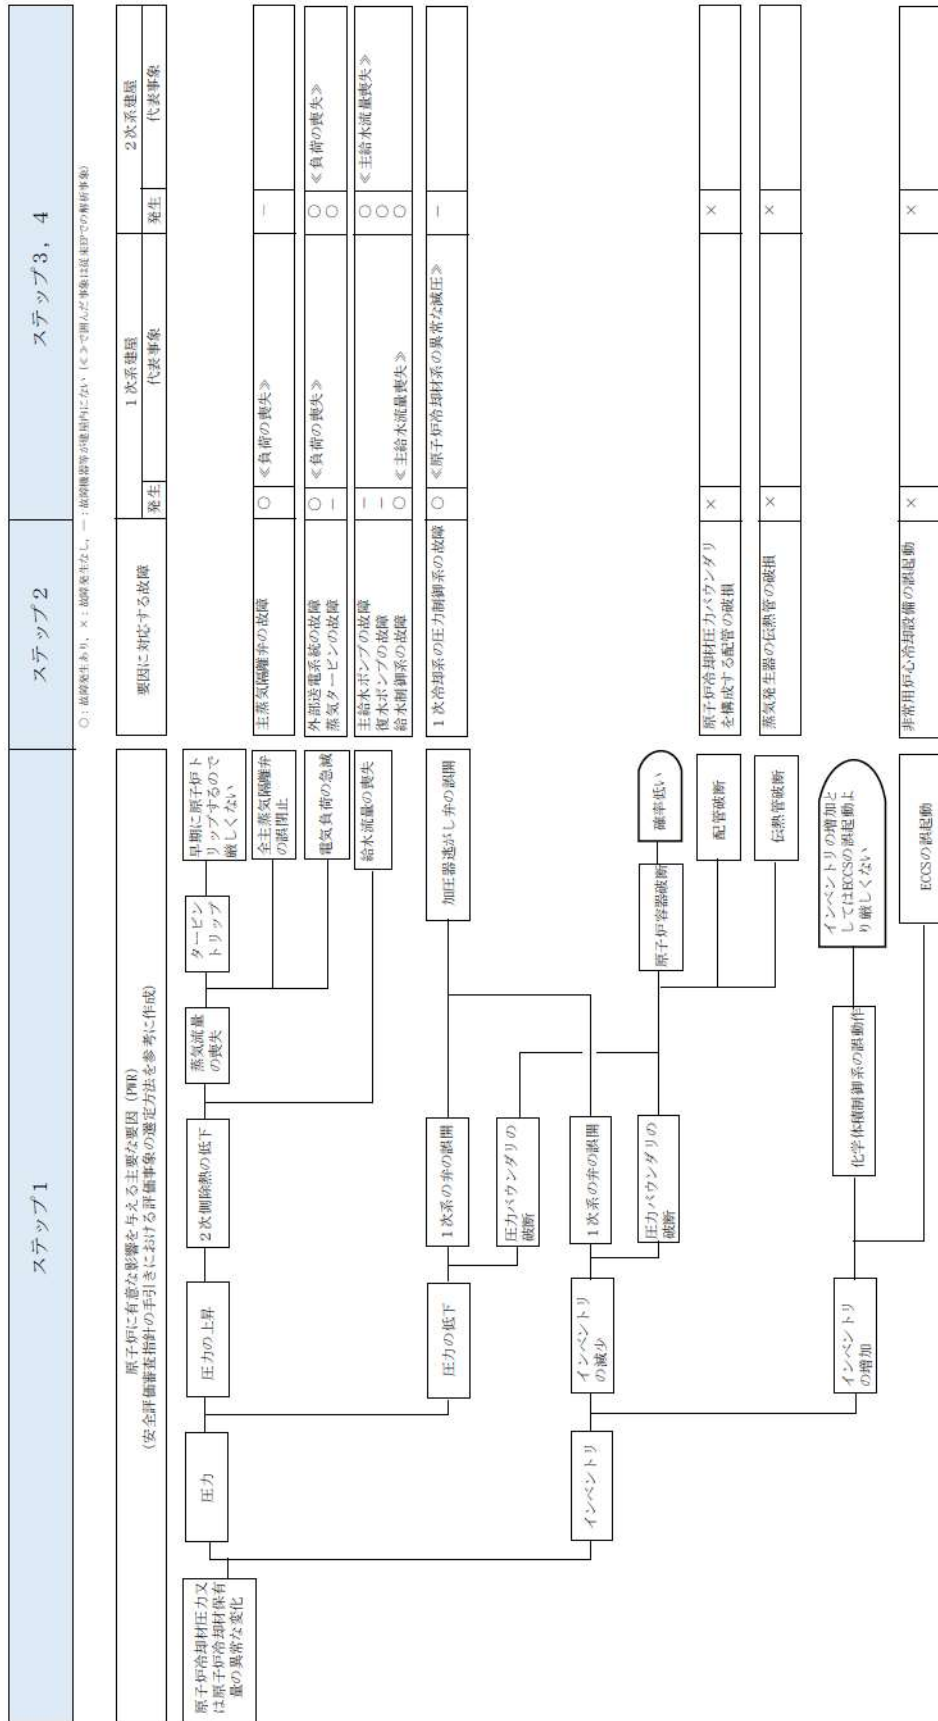 ステップ1
ステップ2
ステップ3，4
○：故障発生あり，×：故障発生なし，－：故障機器等が建屋内にない（≪≫で囲んだ事象は従来EPでの解析事象）
原子炉に有意な影響を与える主要な要因（PWR）
（安全評価審査指針の手引きにおける評価事象の選定方法を参考に作成）
要因に対応する故障
1次系建屋
発生
代表事象
2次系建屋
発生
代表事象
原子炉冷却材圧力又
は原子炉冷却材保有
量の異常な変化
圧力
圧力の上昇
2次側除熱の低下
蒸気流量
の喪失
タービン
トリップ
早期に原子炉ト
リップするので
厳しくない
全主蒸気隔離弁
の誤閉止
主蒸気隔離弁の故障
○
≪負荷の喪失≫
－
電気負荷の急減
外部送電系統の故障
蒸気タービンの故障
○
－
≪負荷の喪失≫
○
○
≪負荷の喪失≫
給水流量の喪失
主給水ポンプの故障
復水ポンプの故障
給水制御系の故障
－
－
○
≪主給水流量喪失≫
○
○
○
≪主給水流量喪失≫
圧力の低下
1次系の弁の誤開
加圧器逃がし弁の誤開
1次冷却系の圧力制御系の故障
○
≪原子炉冷却材系の異常な減圧≫
－
圧力バウンダリの
破断
インベントリ
インベントリ
の減少
1次系の弁の誤開
圧力バウンダリの
破断
原子炉容器破断
確率低い
配管破断
原子炉冷却材圧力バウンダリ
を構成する配管の破損
×
×
伝熱管破断
蒸気発生器の伝熱管の破損
×
×
インベントリ
の増加
化学体積制御系の誤動作
インベントリの増加と
してはECCSの誤起動よ
り厳しくない
ECCSの誤起動
非常用炉心冷却設備の誤起動
×
×